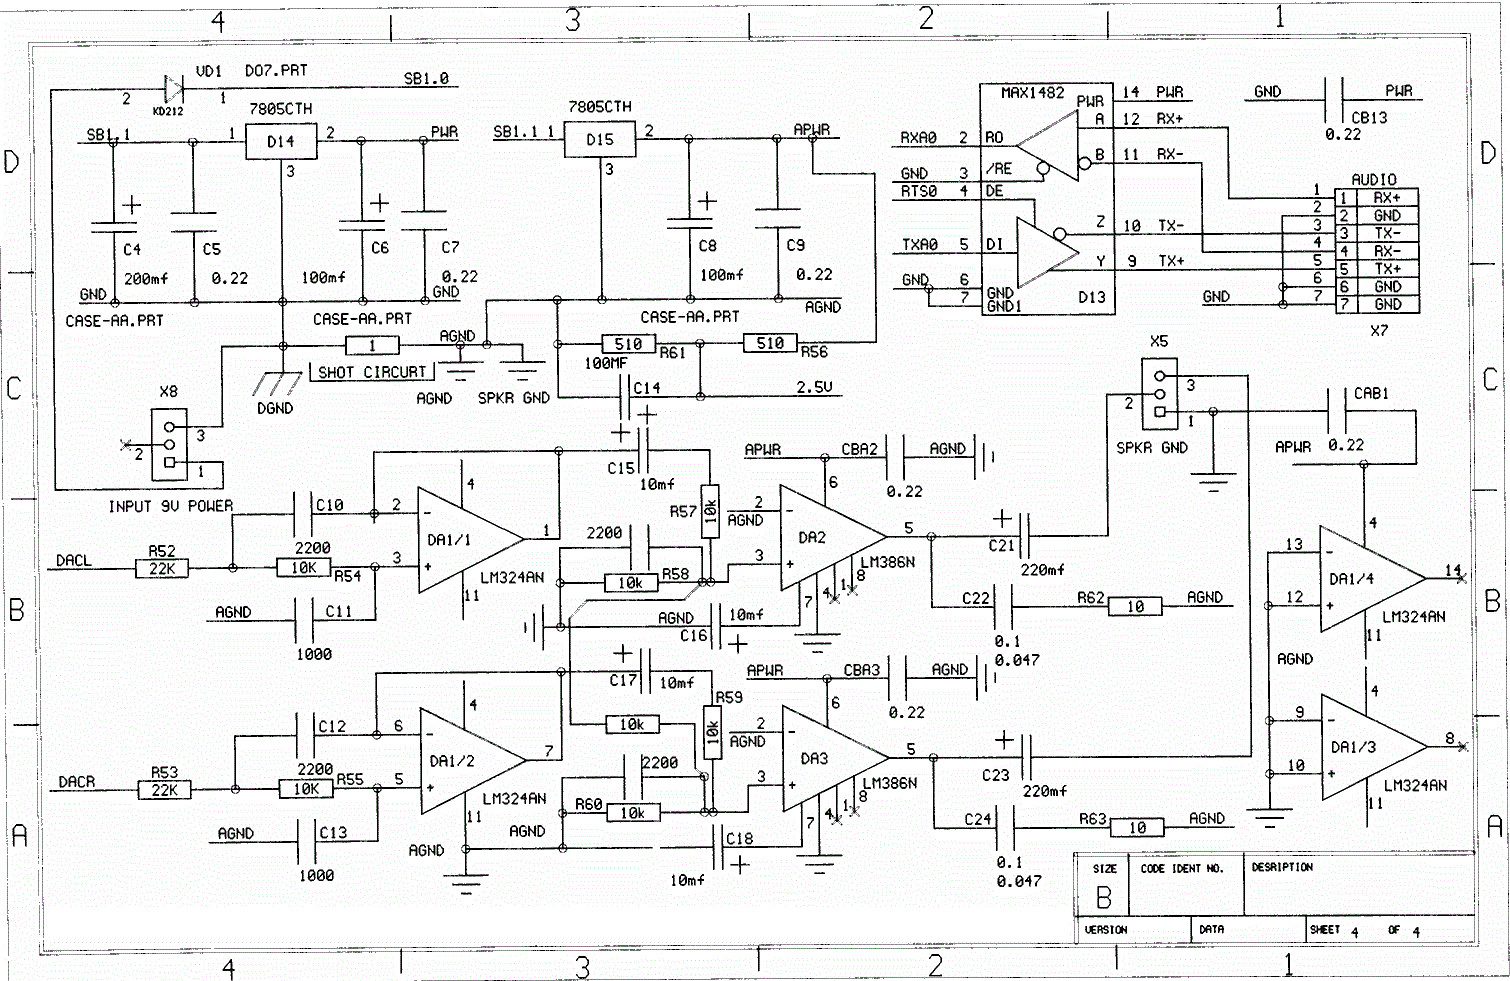 4 3 2 1
VD1 DO7.PRT
SB1.0
2 1
KD212
7805CTH
SB1.1 1 D14 2 PWR
3
C4 C5 C6 C7
200mf 0.22 100mf 0.22
GND GND
CASE-AA.PRT CASE-AA.PRT
7805CTH
SB1.1 1 D15 2 APWR
3
C8 C9
100mf 0.22
AGND
CASE-AA.PRT
MAX1482
PWR 14 PWR
A 12 RX+
RXA0 2 RO
B 11 RX-
GND 3 /RE
RTS0 4 DE
Z 10 TX-
TXA0 5 DI
Y 9 TX+
GND 6 GND
7 GND1
D13
GND PWR
CB13
0.22
AUDIO
1 1 RX+
2 2 GND
3 3 TX-
4 4 RX-
5 5 TX+
6 6 GND
GND 7 7 GND
X7
D D
C C
B B
A A
1
SHOT CIRCURT
AGND
AGND SPKR GND
DGND
X8
3
2
1
INPUT 9V POWER
510 R61 510 R56
100MF
C14 2.5V
X5
3
2
1
SPKR GND
CAB1
0.22
APWR
DACL R52
22K
C10
2200
10K R54
AGND C11
1000
4
2 -
DA1/1 1
3 +
LM324AN
11
C15
10mf
R57 10k
2200
10k R58
AGND
C16 10mf
APWR CBA2 AGND
0.22
6
2 -
AGND
DA2 5
3 +
LM386N
7 4 1 8
C21
220mf
C22
0.1
0.047
R62
10
AGND
4
13 -
DA1/4 14
12 +
LM324AN
11
AGND
DACR R53
22K
C12
2200
10K R55
AGND C13
1000
4
6 -
DA1/2 7
5 +
LM324AN
11
AGND
AGND
C17
10mf
R59 10k
10k
2200
R60 10k
C18
10mf
APWR CBA3 AGND
0.22
6
2 -
AGND
DA3 5
3 +
LM386N
7 4 1 8
C23
220mf
C24
0.1
0.047
R63
10
AGND
4
9 -
DA1/3 8
10 +
LM324AN
11
SIZE CODE IDENT NO. DESRIPTION
B
VERSION DATA SHEET 4 OF 4
4 3 2 1